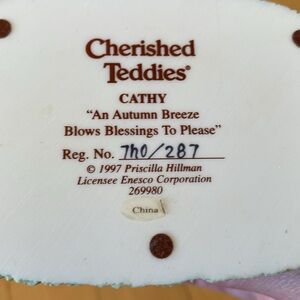 Cherished
Teddies®
CATHY
"An Autumn Breeze
Blows Blessings To Please"
Reg. No. 7h0/287
© 1997 Priscilla Hillman
Licensee Enesco Corporation
269980
China